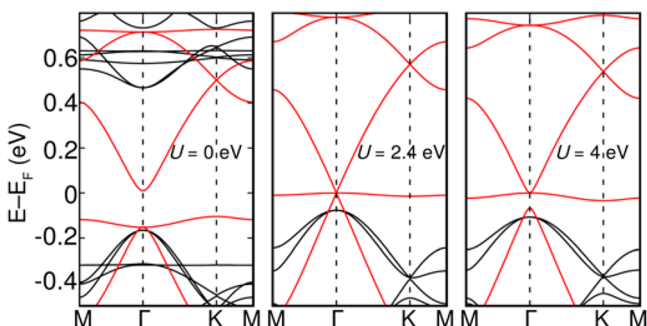 0.6
0.4
0.2
0
-0.2
-0.4
E–E_F (eV)
U = 0 eV
U = 2.4 eV
U = 4 eV
M Γ K M M Γ K M M Γ K M